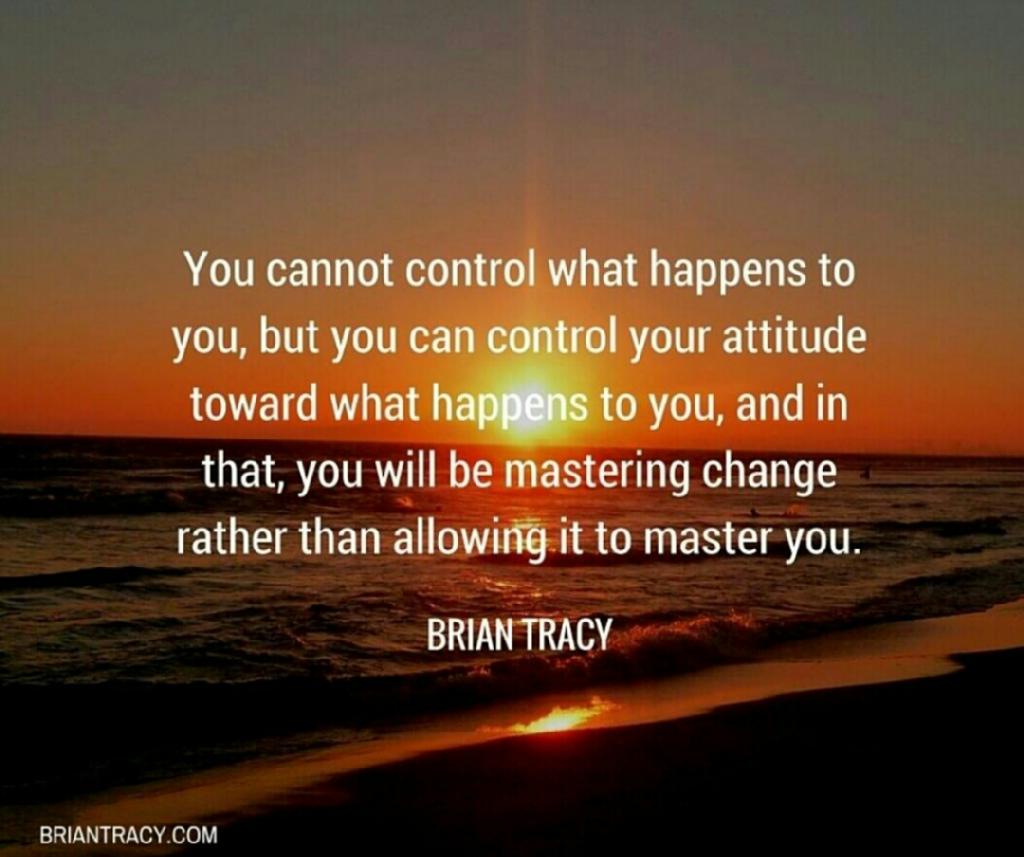 You cannot control what happens to
you, but you can control your attitude
toward what happens to you, and in
that, you will be mastering change
rather than allowing it to master you.
BRIAN TRACY
BRIANTRACY.COM